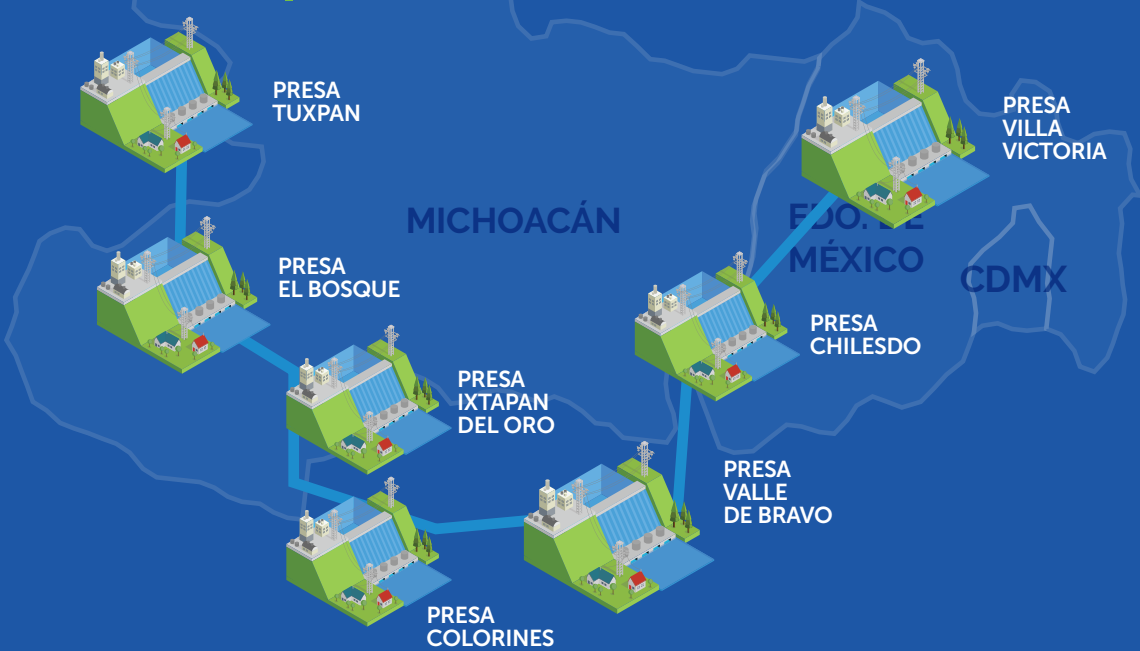 PRESA
TUXPAN
PRESA
VILLA
VICTORIA
MICHOACÁN
EDO. DE
MÉXICO
CDMX
PRESA
EL BOSQUE
PRESA
CHILESDO
PRESA
IXTAPAN
DEL ORO
PRESA
VALLE
DE BRAVO
PRESA
COLORINES